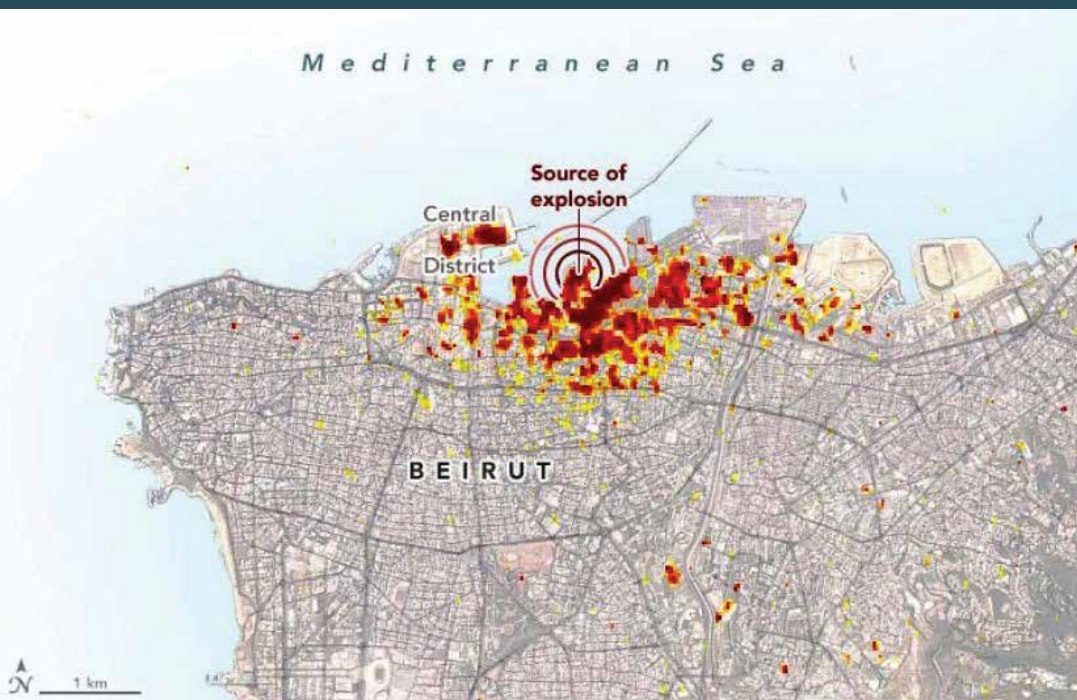 Mediterranean Sea
Source of
explosion
Central
District
BEIRUT
N
1 km